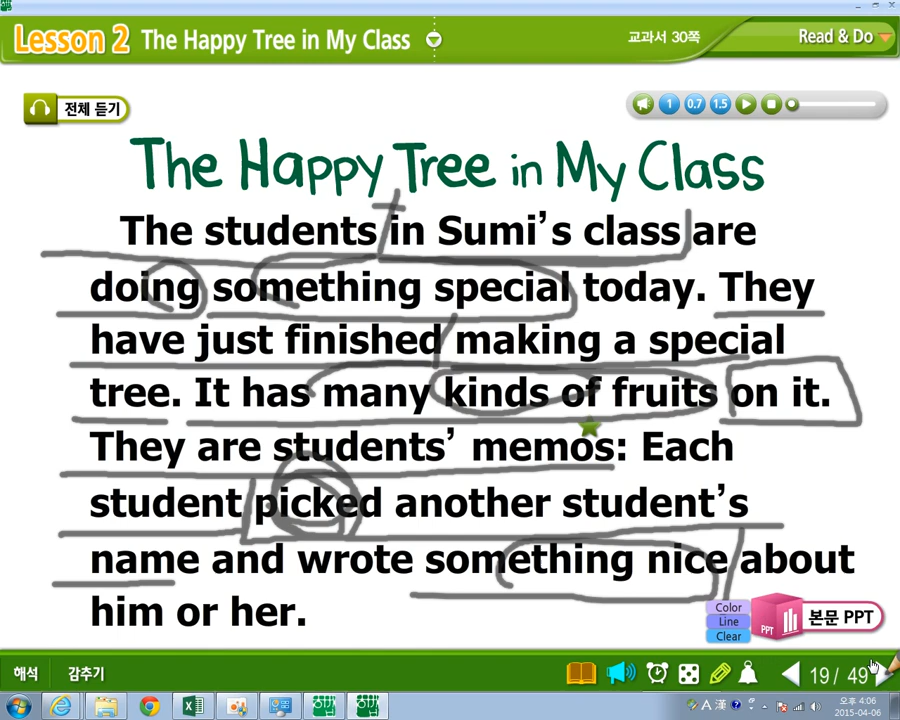 Lesson 2 The Happy Tree in My Class
교과서 30쪽
Read & Do
전체 듣기
1 0.7 1.5
The Happy Tree in My Class
The students in Sumi's class are
doing something special today. They
have just finished making a special
tree. It has many kinds of fruits on it.
They are students' memos: Each
student picked another student's
name and wrote something nice about
him or her.
Color
Line
Clear
PPT
본문 PPT
해석
감추기
19 / 49
A 漢
오후 4:06
2015-04-06